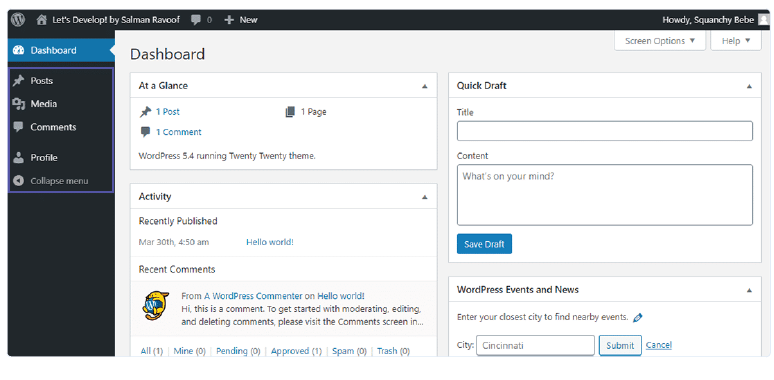 Let's Develop! by Salman Ravoof 0 New Howdy, Squanchy Bebe
Dashboard
Posts
Media
Comments
Profile
Collapse menu
Screen Options ▼ Help ▼
Dashboard
At a Glance
1 Post 1 Page
1 Comment
WordPress 5.4 running Twenty Twenty theme.
Activity
Recently Published
Mar 30th, 4:50 am Hello world!
Recent Comments
From A WordPress Commenter on Hello world!
Hi, this is a comment. To get started with moderating, editing,
and deleting comments, please visit the Comments screen in...
All (1) | Mine (0) | Pending (0) | Approved (1) | Spam (0) | Trash (0)
Quick Draft
Title
Content
What's on your mind?
Save Draft
WordPress Events and News
Enter your closest city to find nearby events.
City: Cincinnati Submit Cancel